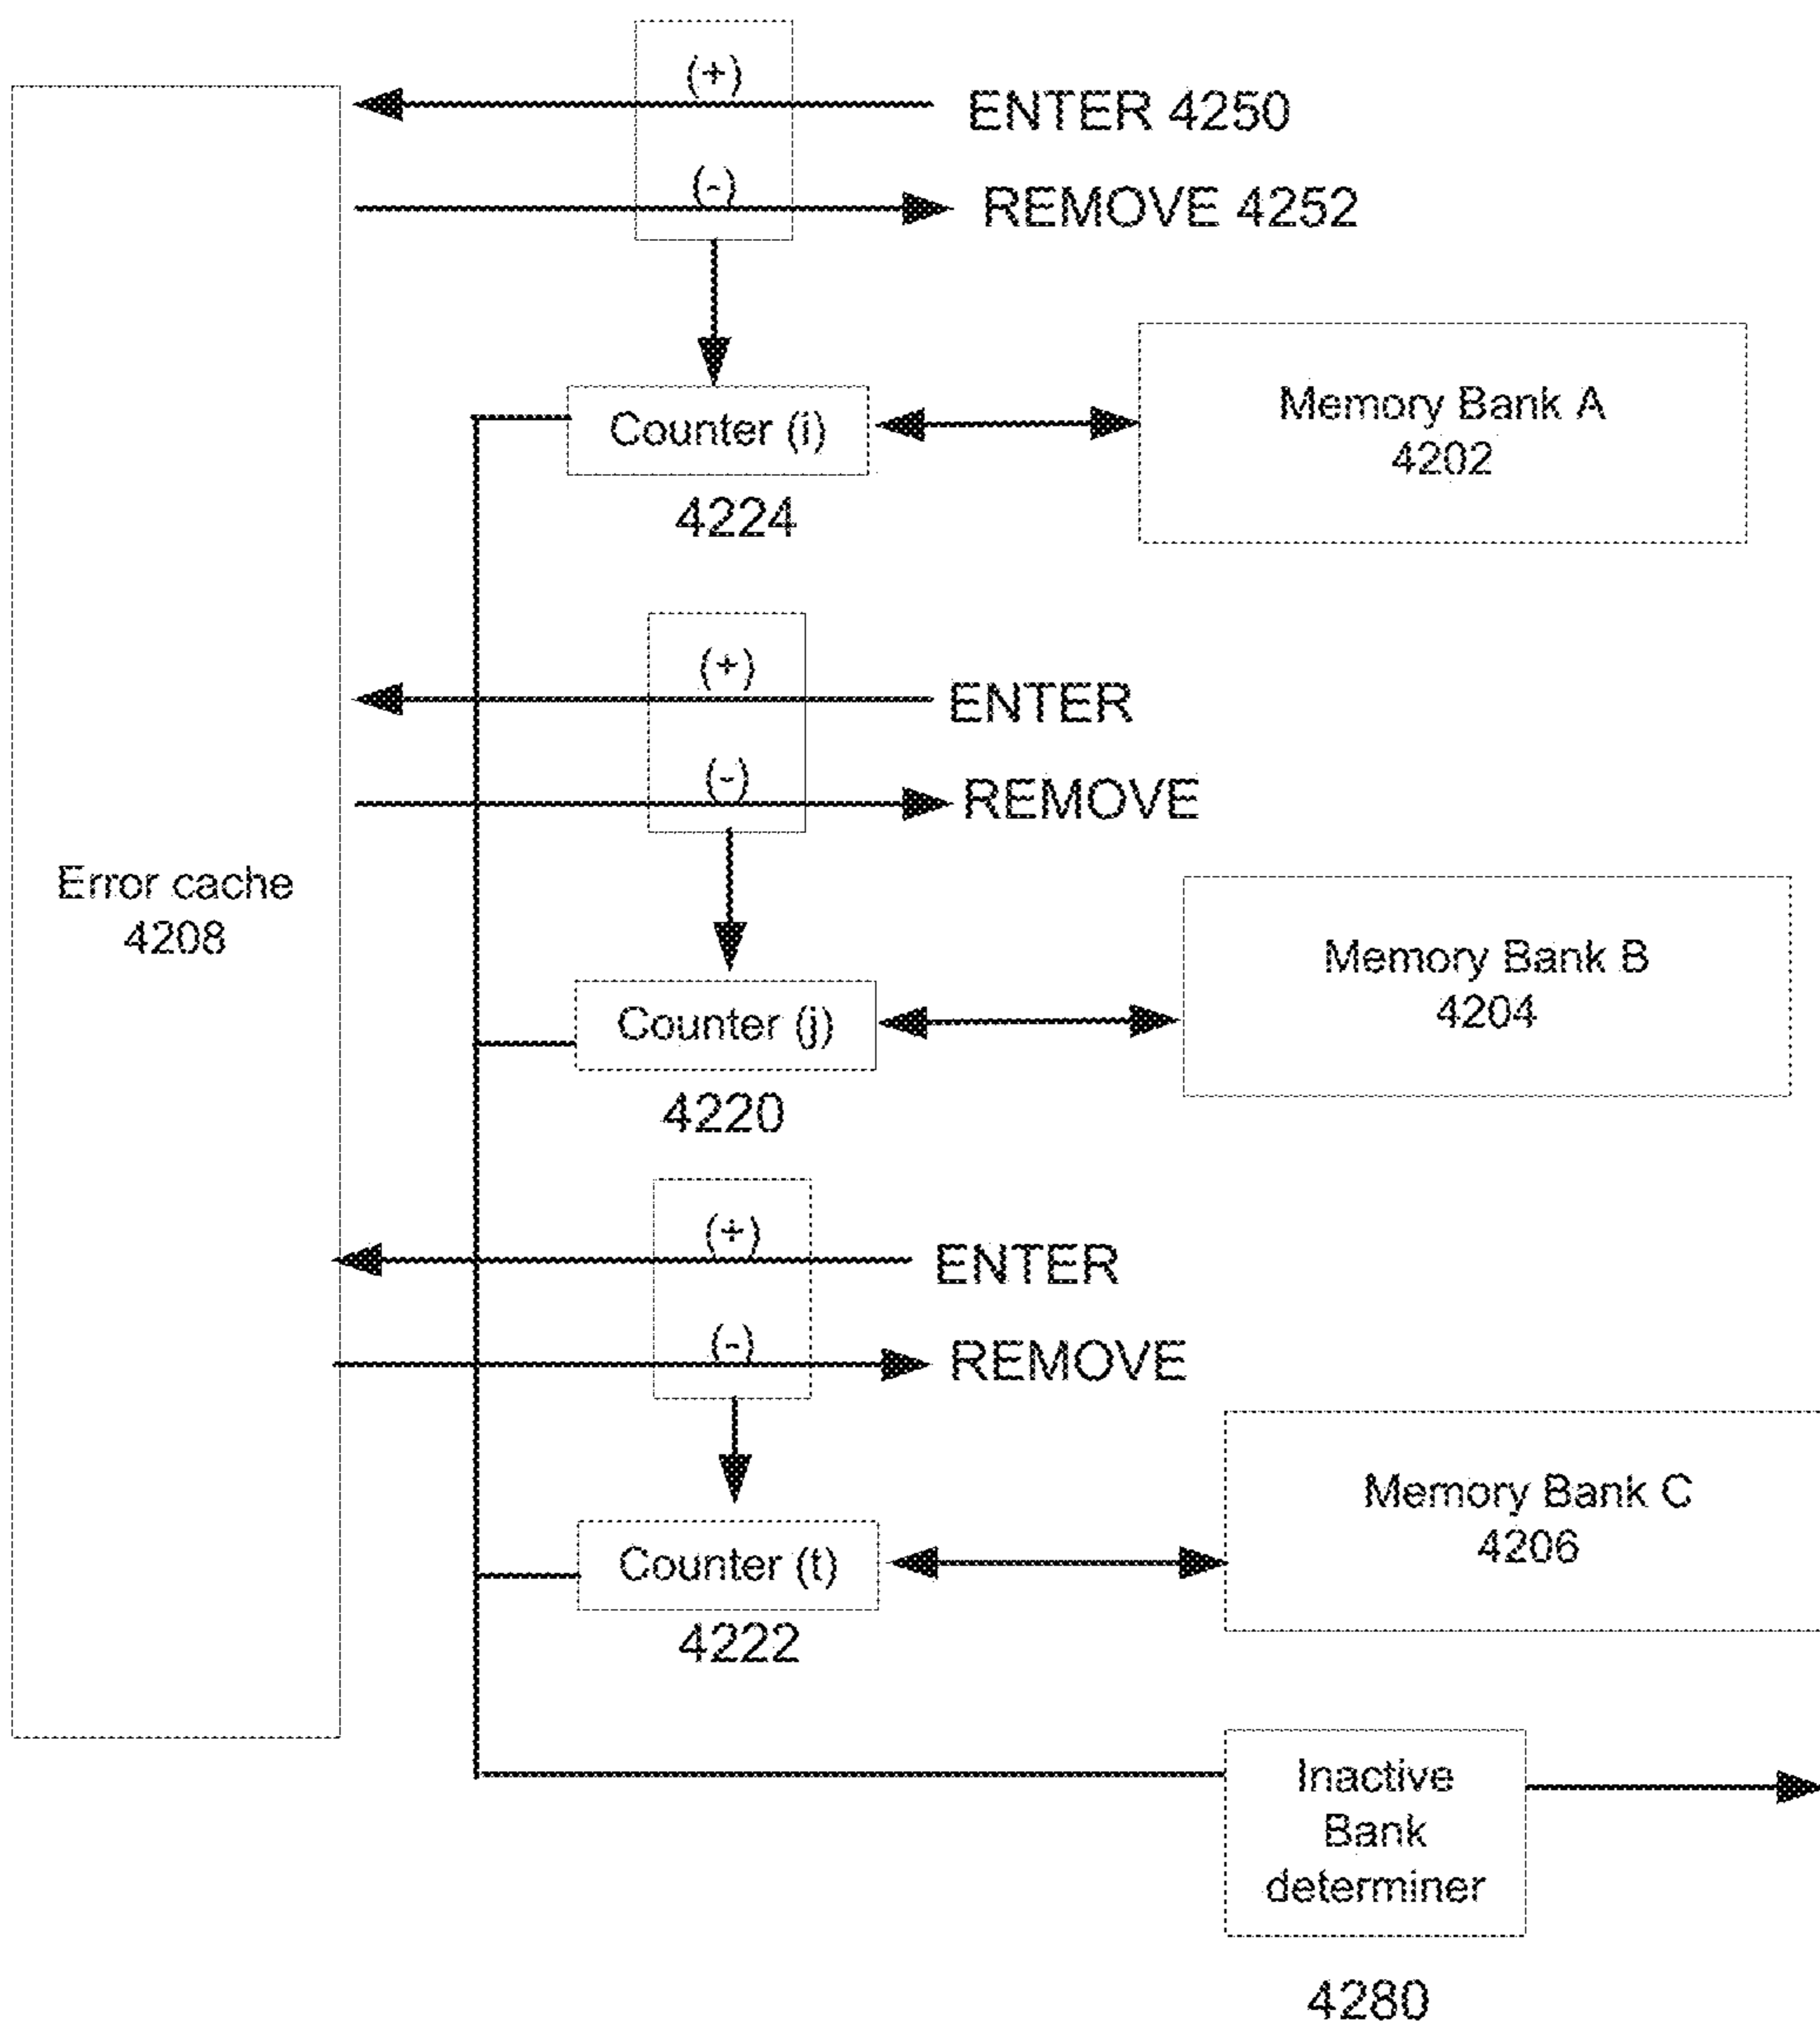 (+)
ENTER 4250
(-)
REMOVE 4252
Counter (i)
4224
Memory Bank A
4202
(+)
ENTER
(-)
REMOVE
Error cache
4208
Counter (j)
4220
Memory Bank B
4204
(+)
ENTER
(-)
REMOVE
Counter (t)
4222
Memory Bank C
4206
Inactive
Bank
determiner
4280